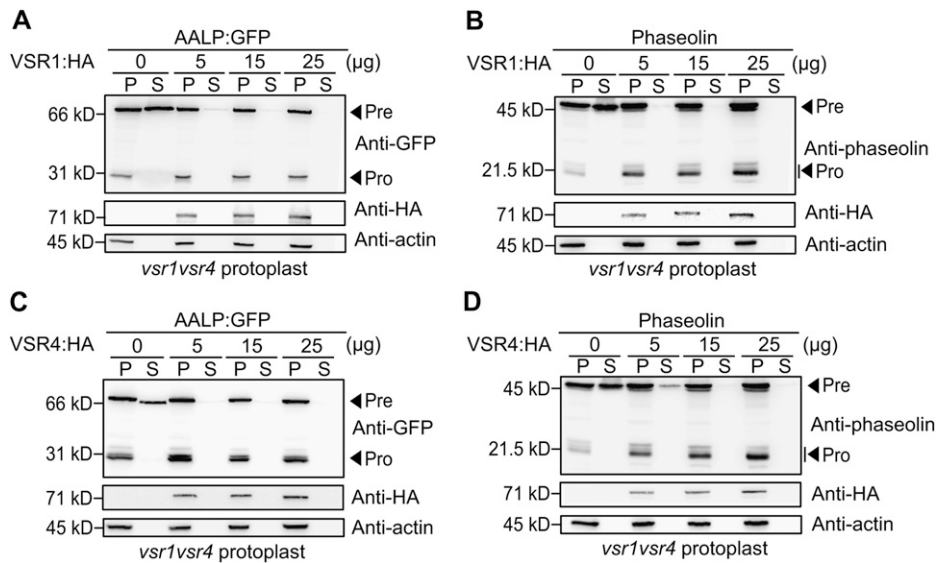 A
AALP:GFP
VSR1:HA 0 5 15 25 (μg)
P S P S P S P S
66 kD ◀Pre
Anti-GFP
31 kD ◀Pro
71 kD Anti-HA
45 kD Anti-actin
vsr1vsr4 protoplast
B
Phaseolin
VSR1:HA 0 5 15 25 (μg)
P S P S P S P S
45 kD ◀Pre
Anti-phaseolin
21.5 kD ◀Pro
71 kD Anti-HA
45 kD Anti-actin
vsr1vsr4 protoplast
C
AALP:GFP
VSR4:HA 0 5 15 25 (μg)
P S P S P S P S
66 kD ◀Pre
Anti-GFP
31 kD ◀Pro
71 kD Anti-HA
45 kD Anti-actin
vsr1vsr4 protoplast
D
Phaseolin
VSR4:HA 0 5 15 25 (μg)
P S P S P S P S
45 kD ◀Pre
Anti-phaseolin
21.5 kD ◀Pro
71 kD Anti-HA
45 kD Anti-actin
vsr1vsr4 protoplast